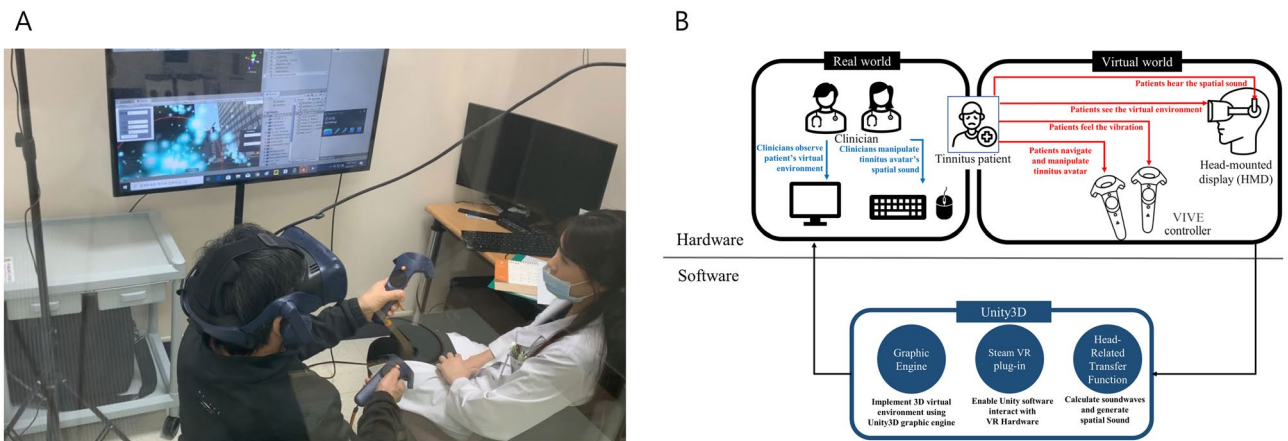 A
B
Real world
Virtual world
Patients hear the spatial sound
Patients see the virtual environment
Patients feel the vibration
Patients navigate
and manipulate
tinnitus avatar
Clinician
Tinnitus patient
Clinicians observe
patient's virtual
environment
Clinicians manipulate
tinnitus avatar's
spatial sound
Head-mounted
display (HMD)
VIVE
controller
Hardware
Software
Unity3D
Graphic
Engine
Steam VR
plug-in
Head-
Related
Transfer
Function
Implement 3D virtual
environment using
Unity3D graphic engine
Enable Unity software
interact with
VR Hardware
Calculate soundwaves
and generate
spatial Sound